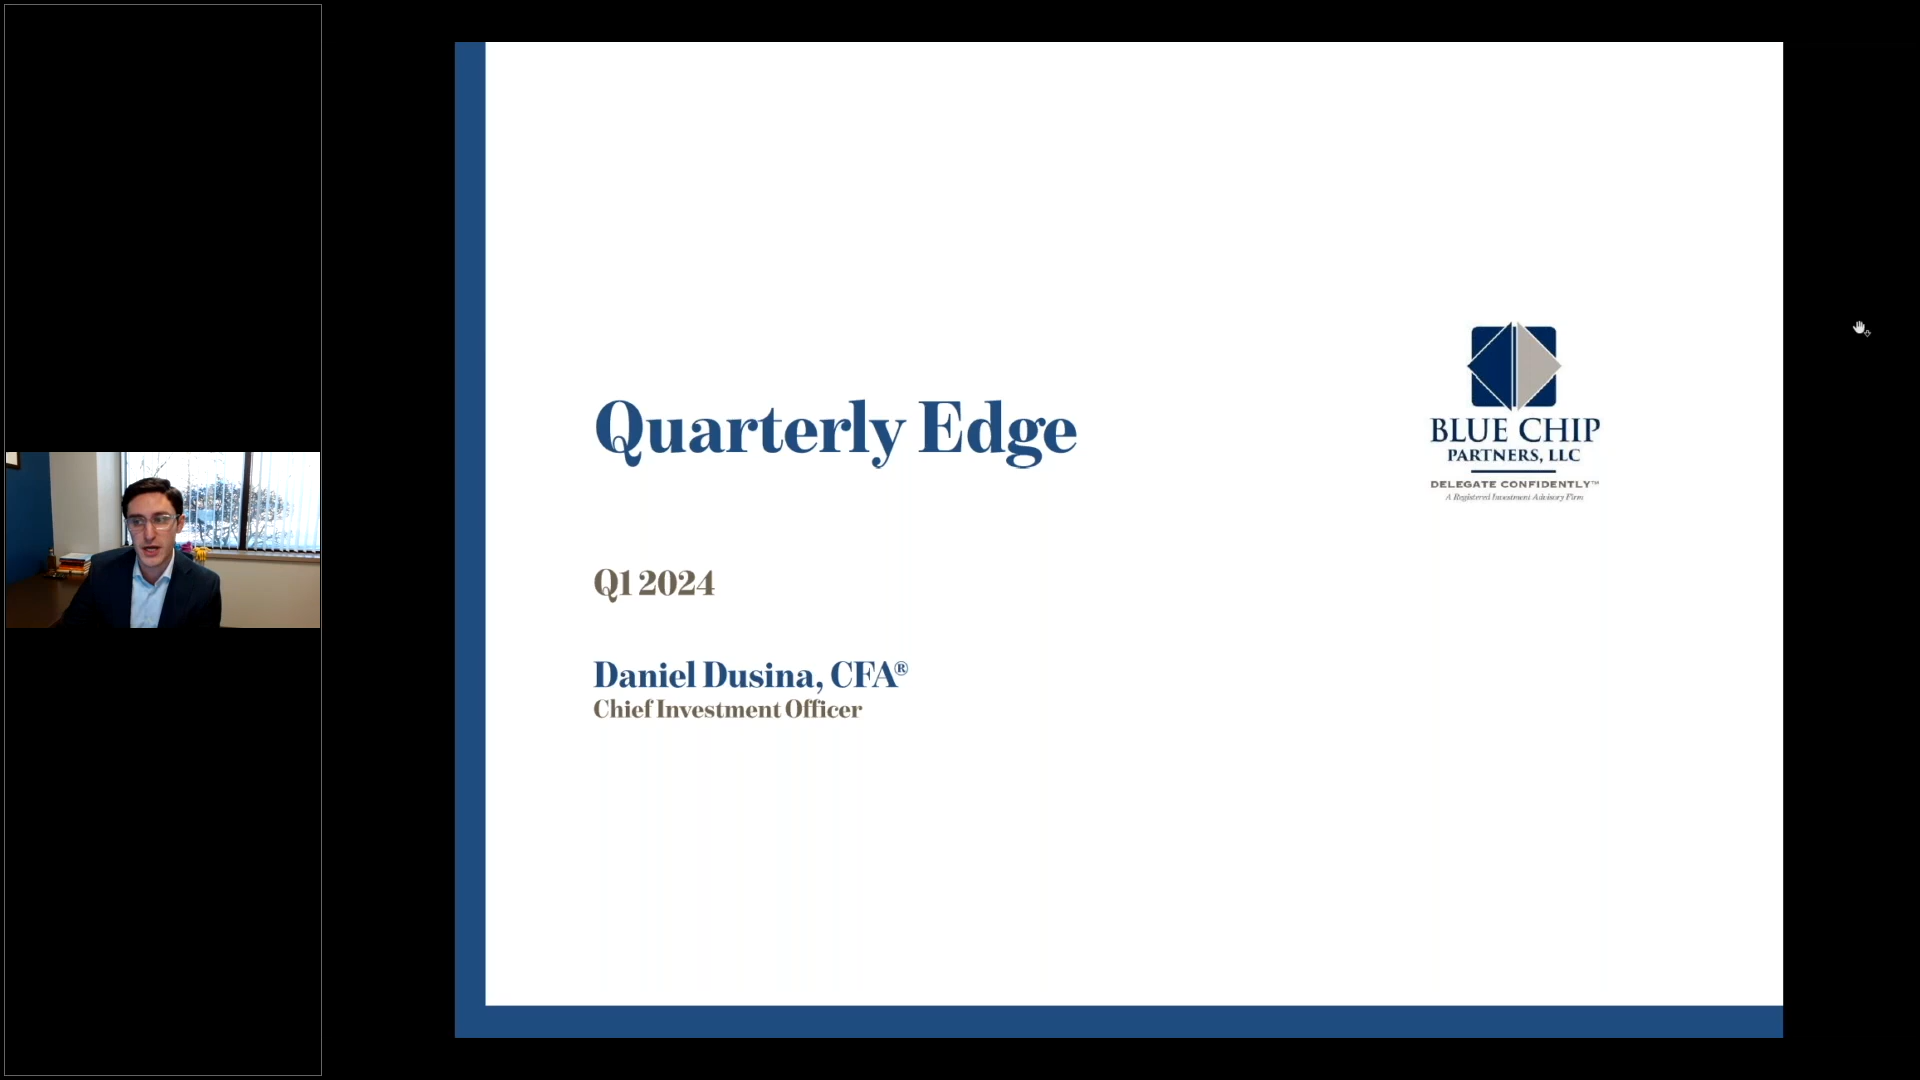 Quarterly Edge
Q1 2024
Daniel Dusina, CFA®
Chief Investment Officer
BLUE CHIP
PARTNERS, LLC
DELEGATE CONFIDENTLY™
A Registered Investment Advisory Firm